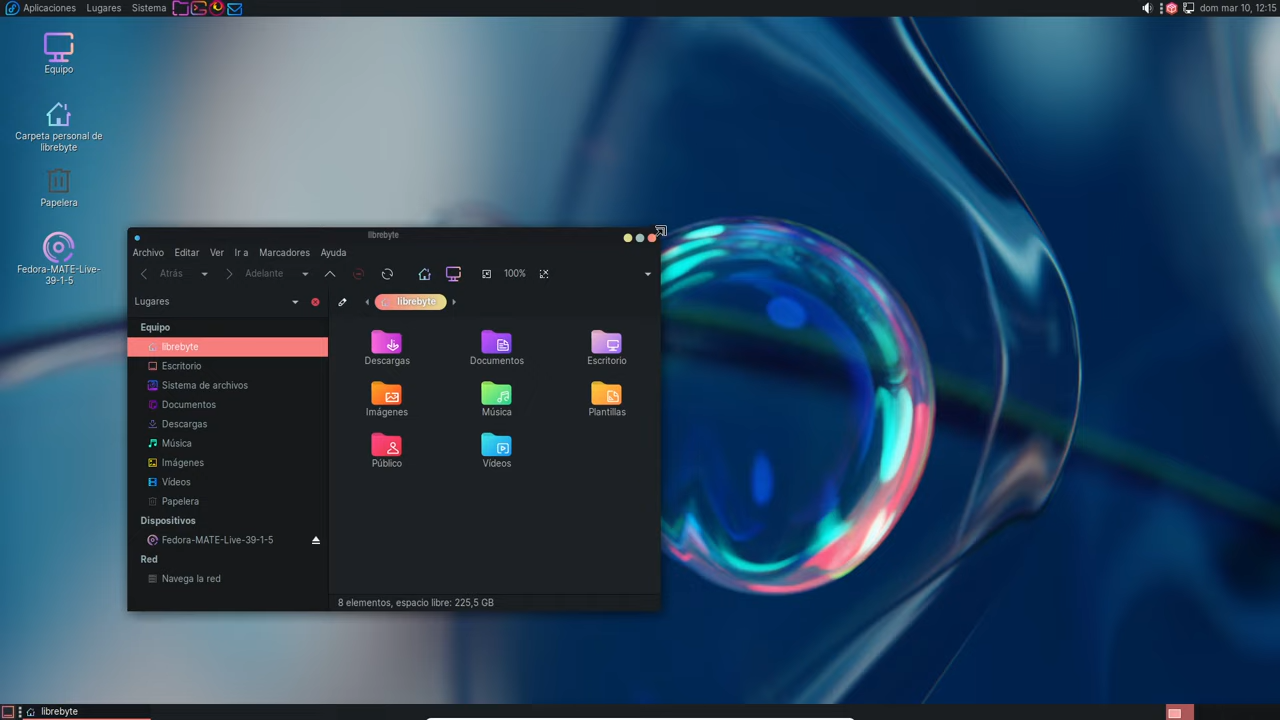 Aplicaciones Lugares Sistema dom mar 10, 12:15
Equipo
Carpeta personal de
librebyte
Papelera
Fedora-MATE-Live-
39-1-5
librebyte
Archivo Editar Ver Ir a Marcadores Ayuda
Atrás Adelante 100%
Lugares librebyte
Equipo
librebyte
Escritorio
Sistema de archivos
Documentos
Descargas
Música
Imágenes
Vídeos
Papelera
Dispositivos
Fedora-MATE-Live-39-1-5
Red
Navega la red
Descargas Documentos Escritorio
Imágenes Música Plantillas
Público Vídeos
8 elementos, espacio libre: 225,5 GB
librebyte